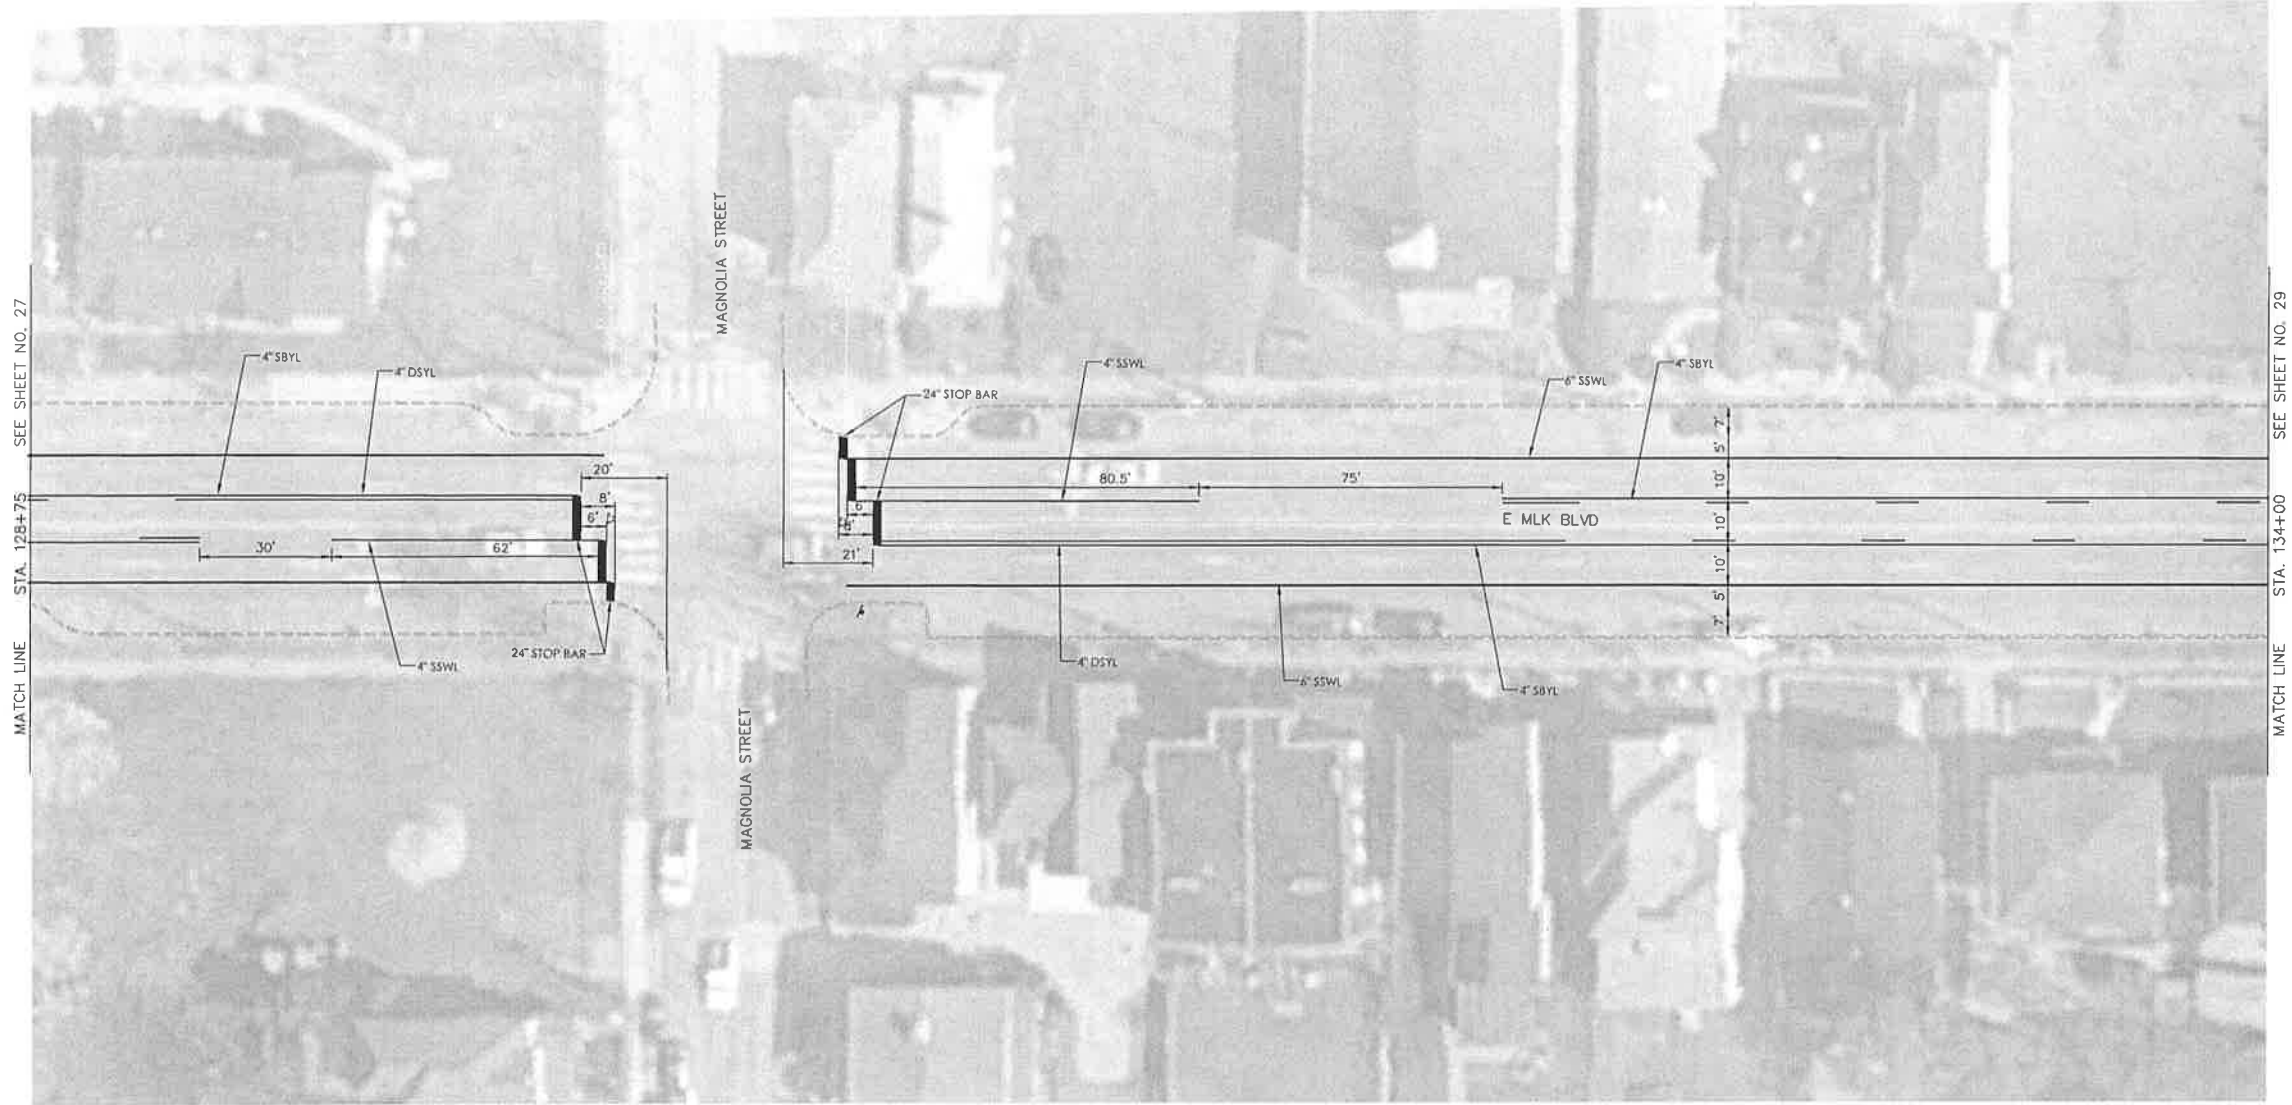 MATCH LINE STA. 128+75 SEE SHEET NO. 27
MAGNOLIA STREET
4" SBYL
4" DSYL
20'
8'
6'
30'
62'
24" STOP BAR
4" SSWL
24" STOP BAR
4" SSWL
6" SSWL
4" SBYL
80.5'
75'
6'
8'
21'
E MLK BLVD
7'
5'
10'
10'
10'
5'
7'
4" DSYL
6" SSWL
4" SBYL
MAGNOLIA STREET
MATCH LINE STA. 134+00 SEE SHEET NO. 29